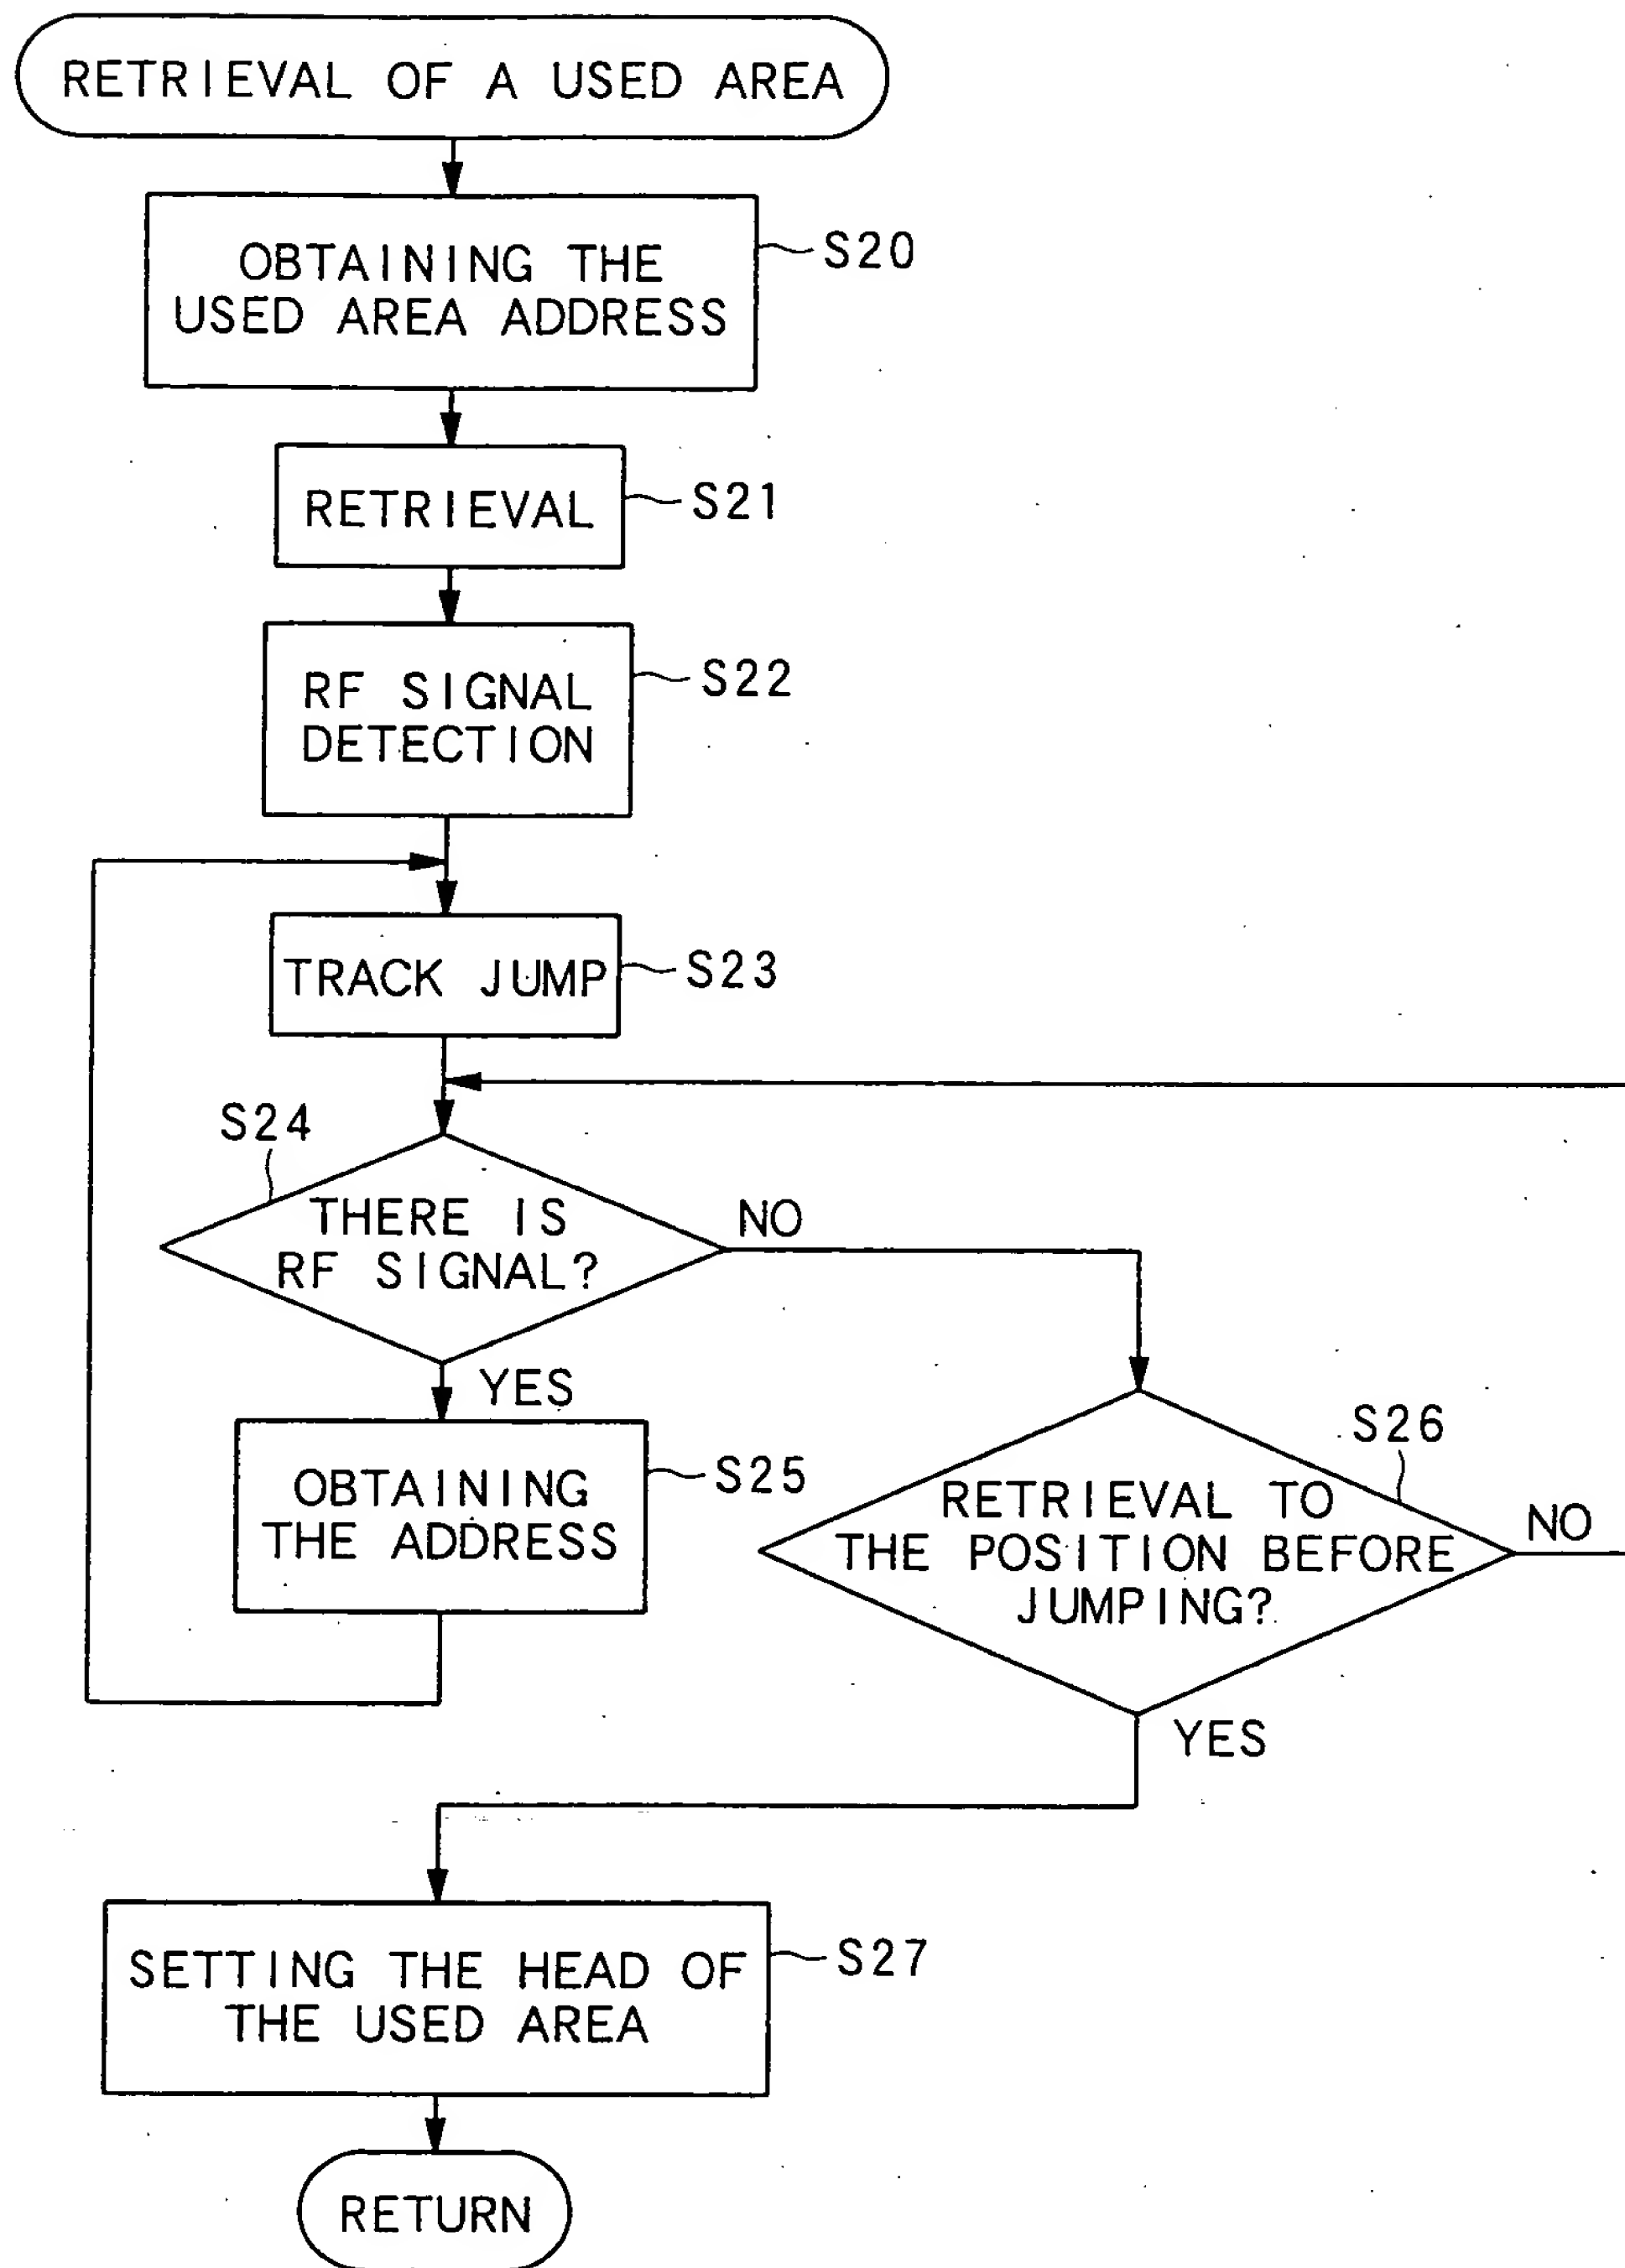 RETRIEVAL OF A USED AREA
OBTAINING THE
USED AREA ADDRESS
S20
RETRIEVAL
S21
RF SIGNAL
DETECTION
S22
TRACK JUMP
S23
S24
THERE IS
RF SIGNAL?
NO
YES
OBTAINING
THE ADDRESS
S25
S26
RETRIEVAL TO
THE POSITION BEFORE
JUMPING?
NO
YES
SETTING THE HEAD OF
THE USED AREA
S27
RETURN